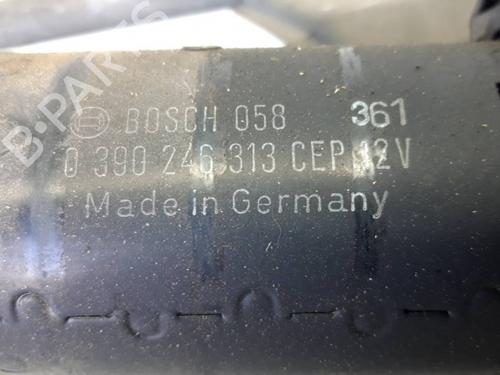 BOSCH 058 361
0 390 246 313 CEP 12V
Made in Germany
B-Parts